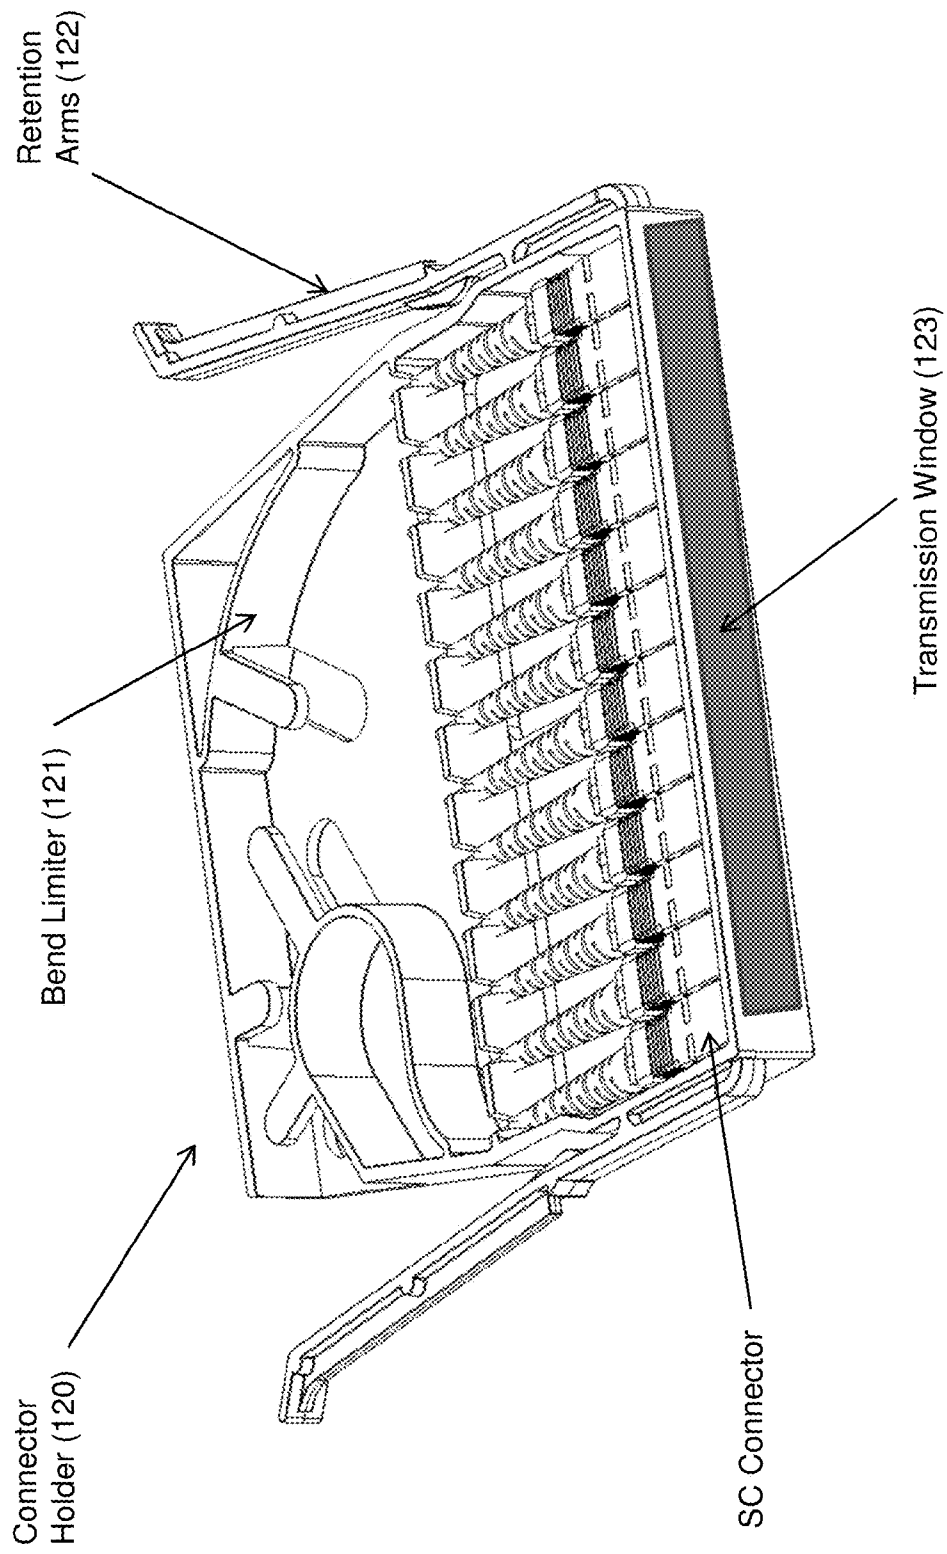 Connector
Holder (120)
Bend Limiter (121)
Retention
Arms (122)
SC Connector
Transmission Window (123)